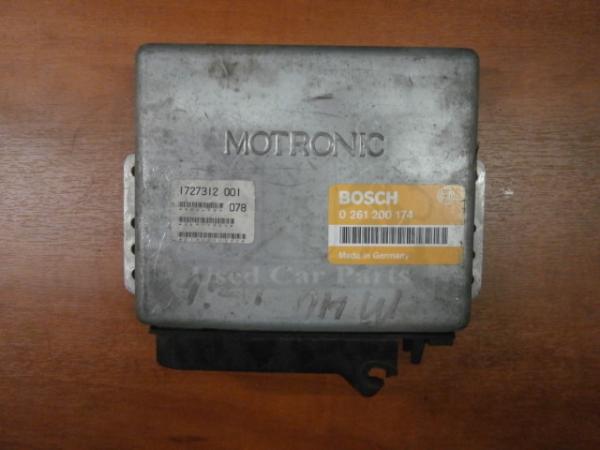 MOTRONIC
1727312 001
078
BOSCH
0 261 200 174
Made in Germany
Used Car Parts